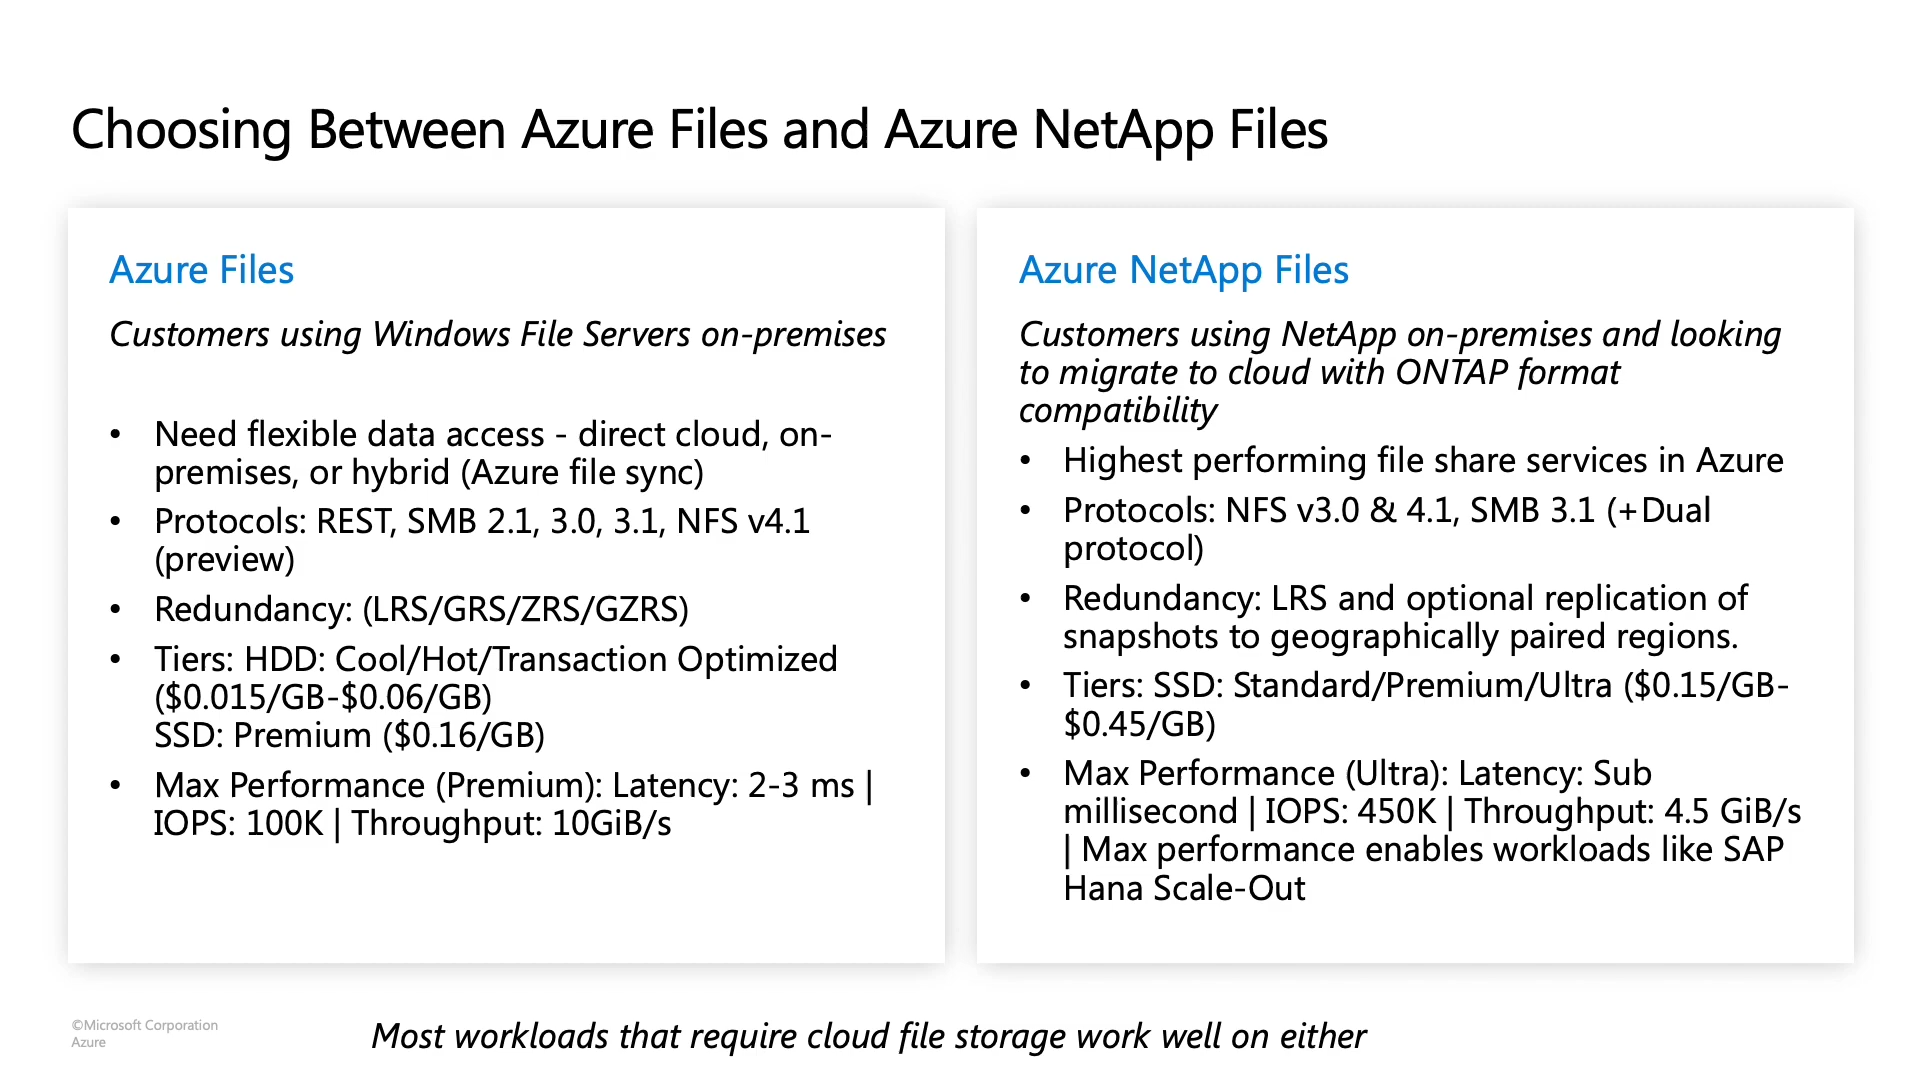 Choosing Between Azure Files and Azure NetApp Files
Azure Files
Customers using Windows File Servers on-premises
• Need flexible data access - direct cloud, on-
premises, or hybrid (Azure file sync)
• Protocols: REST, SMB 2.1, 3.0, 3.1, NFS v4.1
(preview)
• Redundancy: (LRS/GRS/ZRS/GZRS)
• Tiers: HDD: Cool/Hot/Transaction Optimized
($0.015/GB-$0.06/GB)
SSD: Premium ($0.16/GB)
• Max Performance (Premium): Latency: 2-3 ms |
IOPS: 100K | Throughput: 10GiB/s
Azure NetApp Files
Customers using NetApp on-premises and looking
to migrate to cloud with ONTAP format
compatibility
• Highest performing file share services in Azure
• Protocols: NFS v3.0 & 4.1, SMB 3.1 (+Dual
protocol)
• Redundancy: LRS and optional replication of
snapshots to geographically paired regions.
• Tiers: SSD: Standard/Premium/Ultra ($0.15/GB-
$0.45/GB)
• Max Performance (Ultra): Latency: Sub
millisecond | IOPS: 450K | Throughput: 4.5 GiB/s
| Max performance enables workloads like SAP
Hana Scale-Out
©Microsoft Corporation
Azure
Most workloads that require cloud file storage work well on either